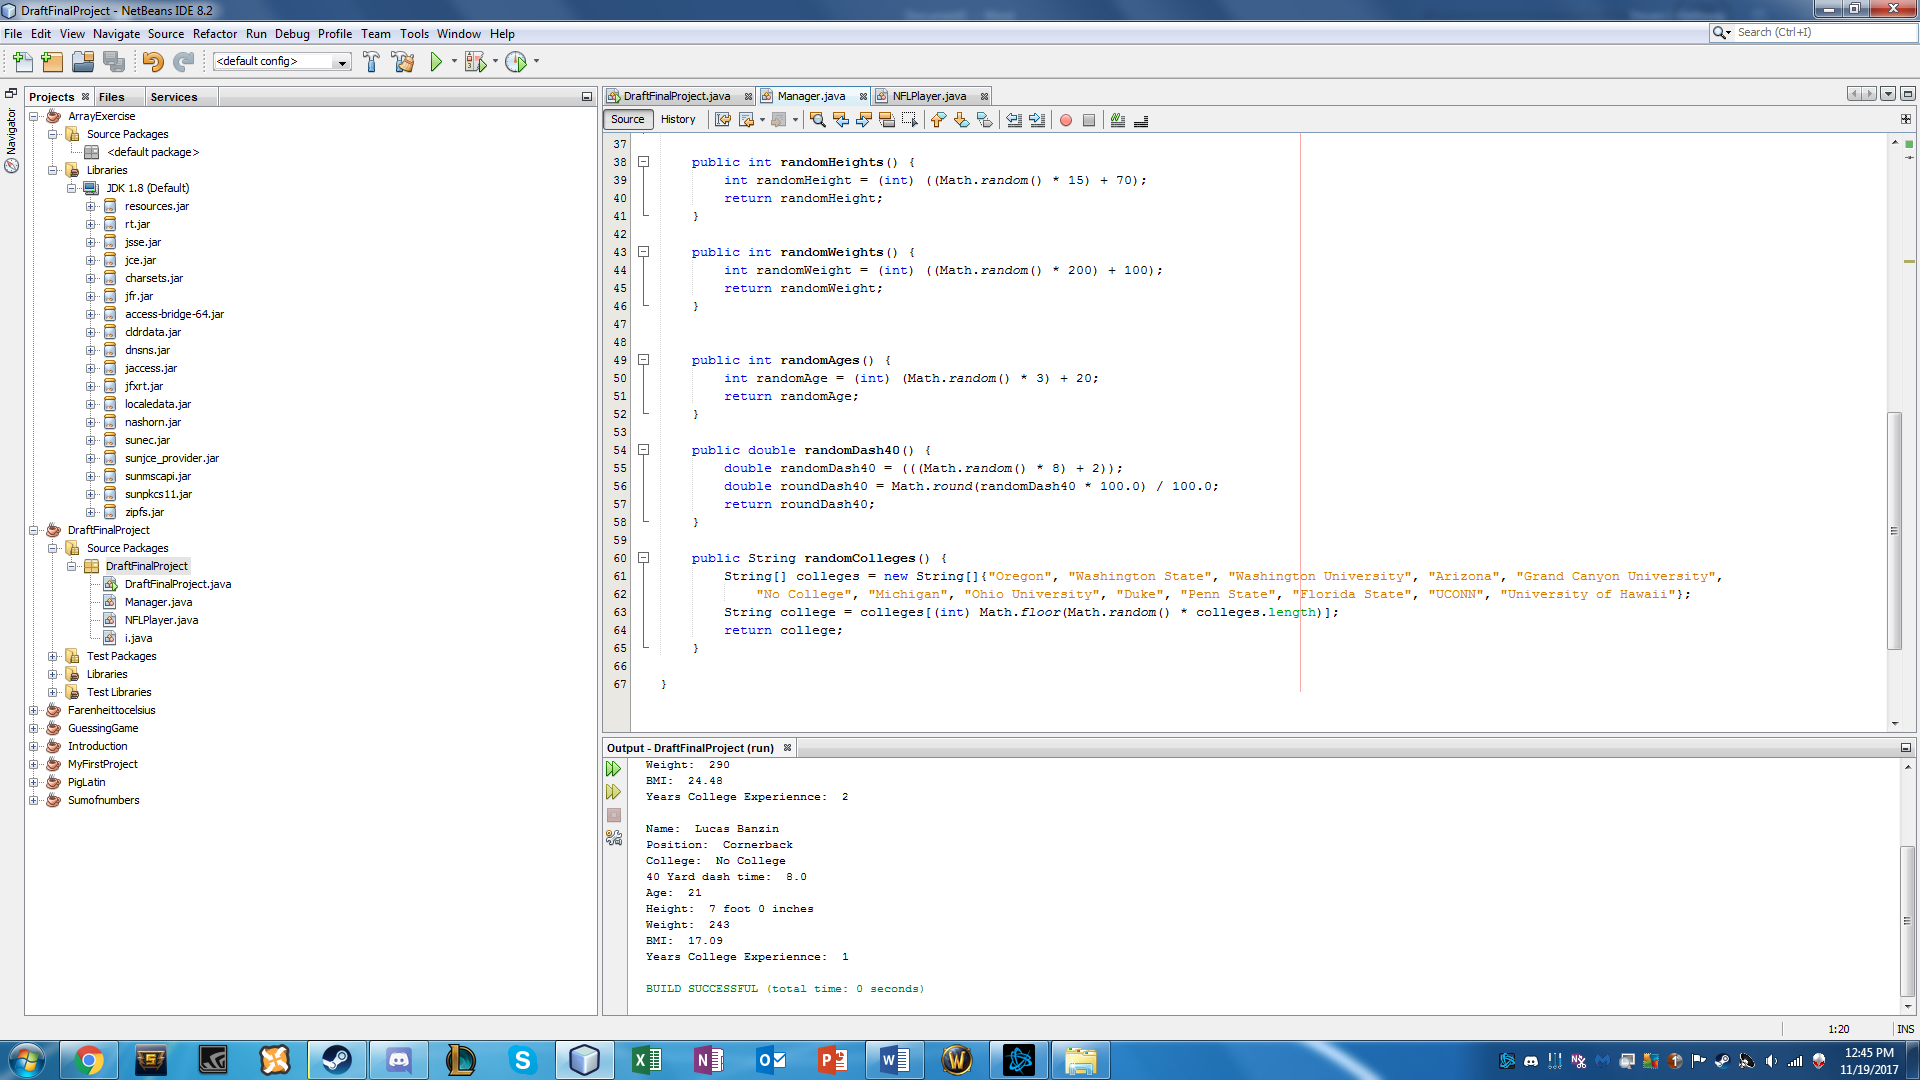 DraftFinalProject - NetBeans IDE 8.2
File Edit View Navigate Source Refactor Run Debug Profile Team Tools Window Help
Search (Ctrl+I)
<default config>
Projects Files Services
Navigator
ArrayExercise
Source Packages
<default package>
Libraries
JDK 1.8 (Default)
resources.jar
rt.jar
jsse.jar
jce.jar
charsets.jar
jfr.jar
access-bridge-64.jar
cldrdata.jar
dnsns.jar
jaccess.jar
jfxrt.jar
localedata.jar
nashorn.jar
sunec.jar
sunjce_provider.jar
sunmscapi.jar
sunpkcs11.jar
zipfs.jar
DraftFinalProject
Source Packages
DraftFinalProject
DraftFinalProject.java
Manager.java
NFLPlayer.java
i.java
Test Packages
Libraries
Test Libraries
Farenheittocelsius
GuessingGame
Introduction
MyFirstProject
PigLatin
Sumofnumbers
DraftFinalProject.java Manager.java NFLPlayer.java
Source History
37
38 public int randomHeights() {
39 int randomHeight = (int) ((Math.random() * 15) + 70);
40 return randomHeight;
41 }
42
43 public int randomWeights() {
44 int randomWeight = (int) ((Math.random() * 200) + 100);
45 return randomWeight;
46 }
47
48
49 public int randomAges() {
50 int randomAge = (int) (Math.random() * 3) + 20;
51 return randomAge;
52 }
53
54 public double randomDash40() {
55 double randomDash40 = (((Math.random() * 8) + 2));
56 double roundDash40 = Math.round(randomDash40 * 100.0) / 100.0;
57 return roundDash40;
58 }
59
60 public String randomColleges() {
61 String[] colleges = new String[]{"Oregon", "Washington State", "Washington University", "Arizona", "Grand Canyon University",
62 "No College", "Michigan", "Ohio University", "Duke", "Penn State", "Florida State", "UCONN", "University of Hawaii"};
63 String college = colleges[(int) Math.floor(Math.random() * colleges.length)];
64 return college;
65 }
66
67 }
Output - DraftFinalProject (run)
Weight: 290
BMI: 24.48
Years College Experiennce: 2
Name: Lucas Banzin
Position: Cornerback
College: No College
40 Yard dash time: 8.0
Age: 21
Height: 7 foot 0 inches
Weight: 243
BMI: 17.09
Years College Experiennce: 1
BUILD SUCCESSFUL (total time: 0 seconds)
1:20 INS
12:45 PM
11/19/2017